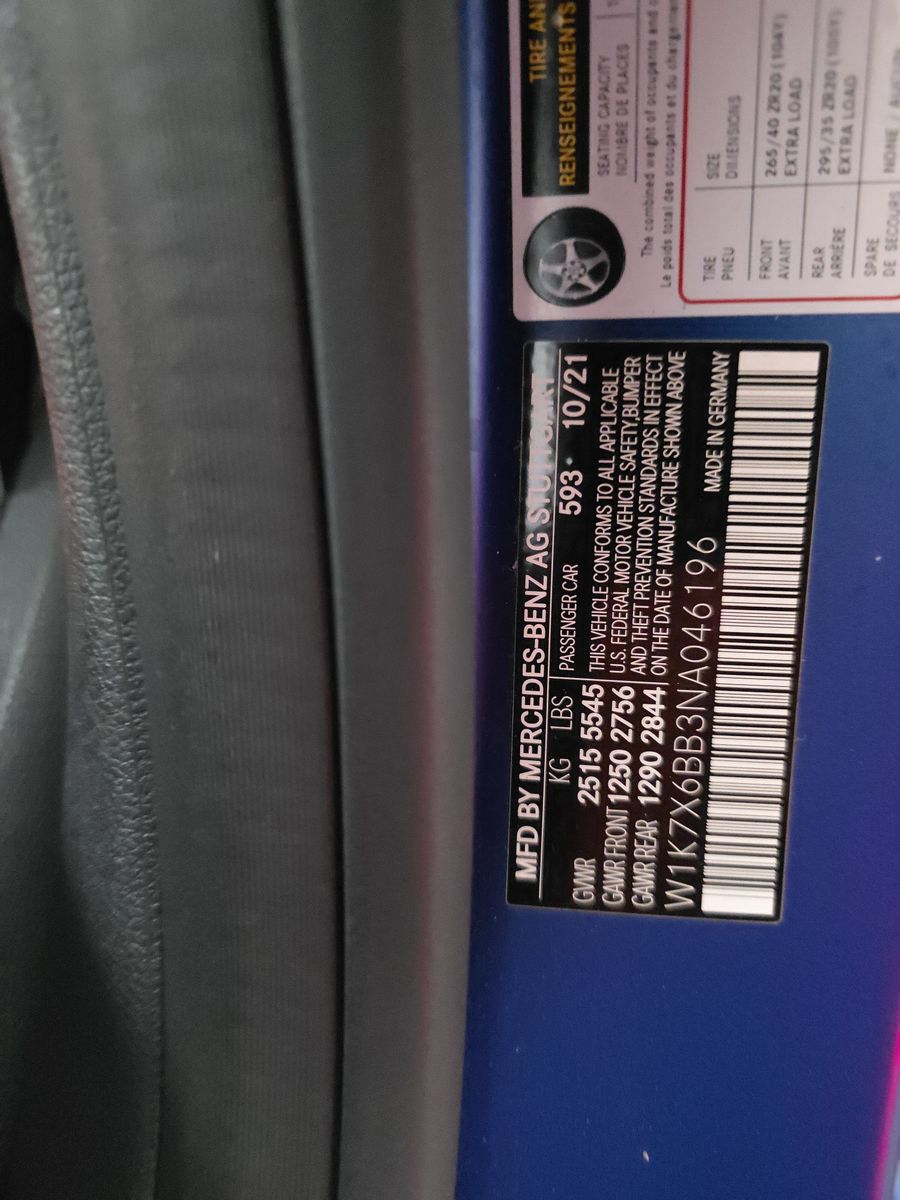 TIRE AN
RENSEIGNEMENTS
SEATING CAPACITY
NOMBRE DE PLACES
The combined weight of occupants and
Le poids total des occupants et du chargement
TIRE SIZE
PNEU DIMENSIONS
FRONT 265/40 ZR20 (104Y)
AVANT EXTRA LOAD
REAR 295/35 ZR20 (105Y)
ARRIÈRE EXTRA LOAD
SPARE NONE /
DE SECOURS
MFD BY MERCEDES-BENZ AG STUTTGART
KG LBS PASSENGER CAR 593 10/21
GVWR 2515 5545 THIS VEHICLE CONFORMS TO ALL APPLICABLE
GAWR FRONT 1250 2756 U.S. FEDERAL MOTOR VEHICLE SAFETY,BUMPER
GAWR REAR 1290 2844 AND THEFT PREVENTION STANDARDS IN EFFECT
ON THE DATE OF MANUFACTURE SHOWN ABOVE
W1K7X6BB3NA046196 MADE IN GERMANY